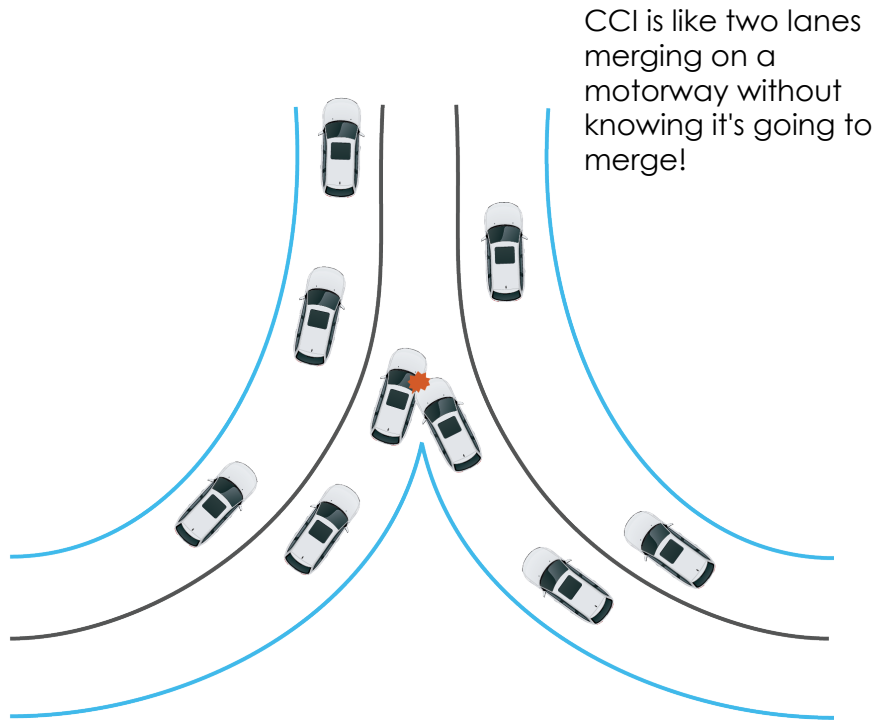 CCI is like two lanes
merging on a
motorway without
knowing it's going to
merge!